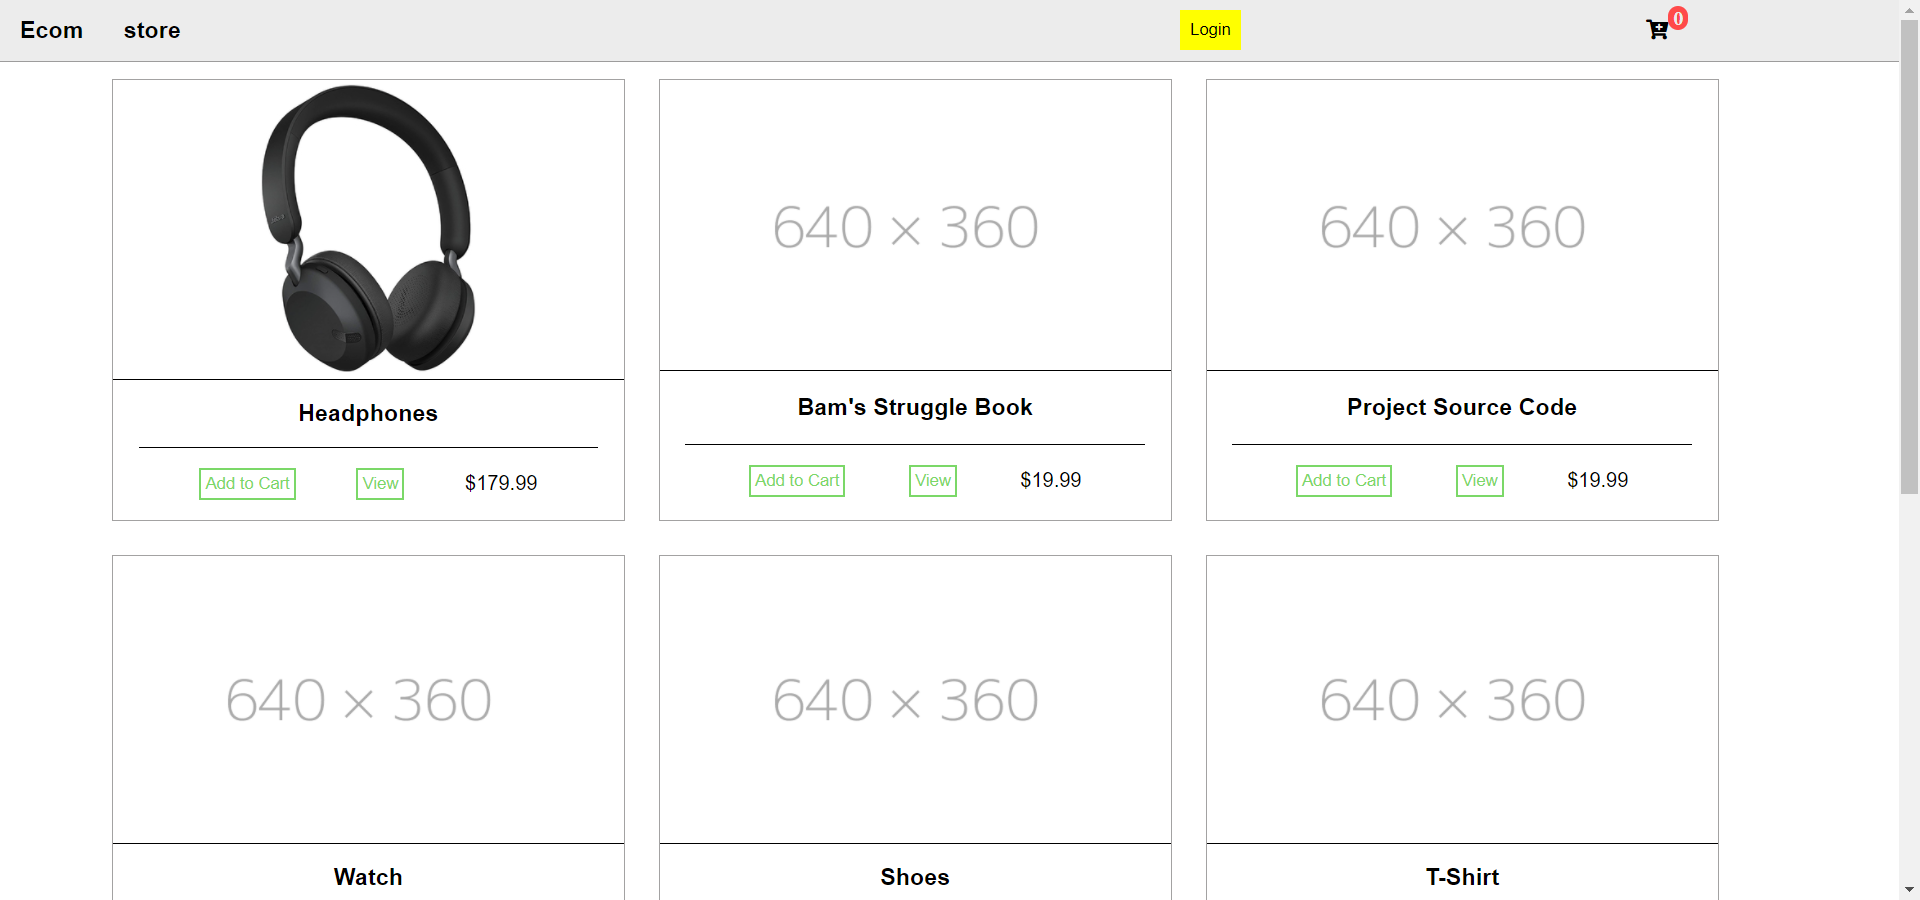 Ecom store Login 0
640 × 360 640 × 360
Headphones Bam's Struggle Book Project Source Code
Add to Cart View $179.99 Add to Cart View $19.99 Add to Cart View $19.99
640 × 360 640 × 360 640 × 360
Watch Shoes T-Shirt